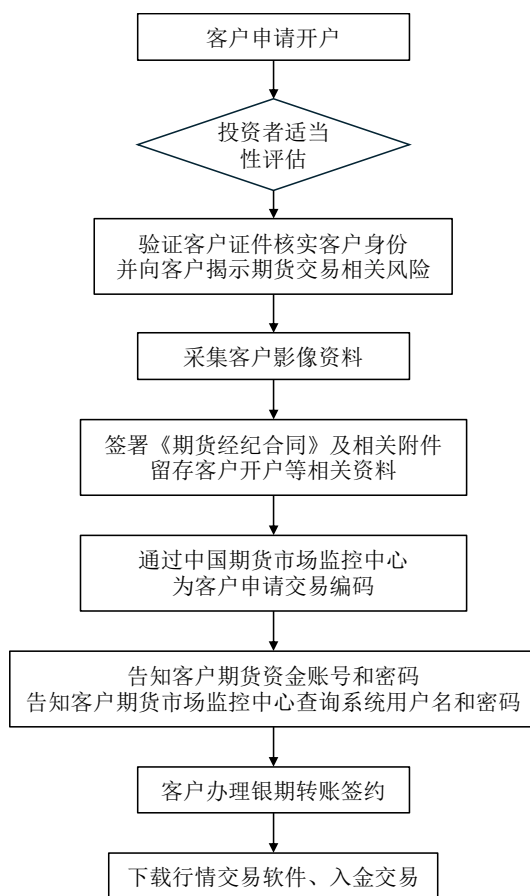 客户申请开户
投资者适当
性评估
验证客户证件核实客户身份
并向客户揭示期货交易相关风险
采集客户影像资料
签署《期货经纪合同》及相关附件
留存客户开户等相关资料
通过中国期货市场监控中心
为客户申请交易编码
告知客户期货资金账号和密码
告知客户期货市场监控中心查询系统用户名和密码
客户办理银期转账签约
下载行情交易软件、入金交易